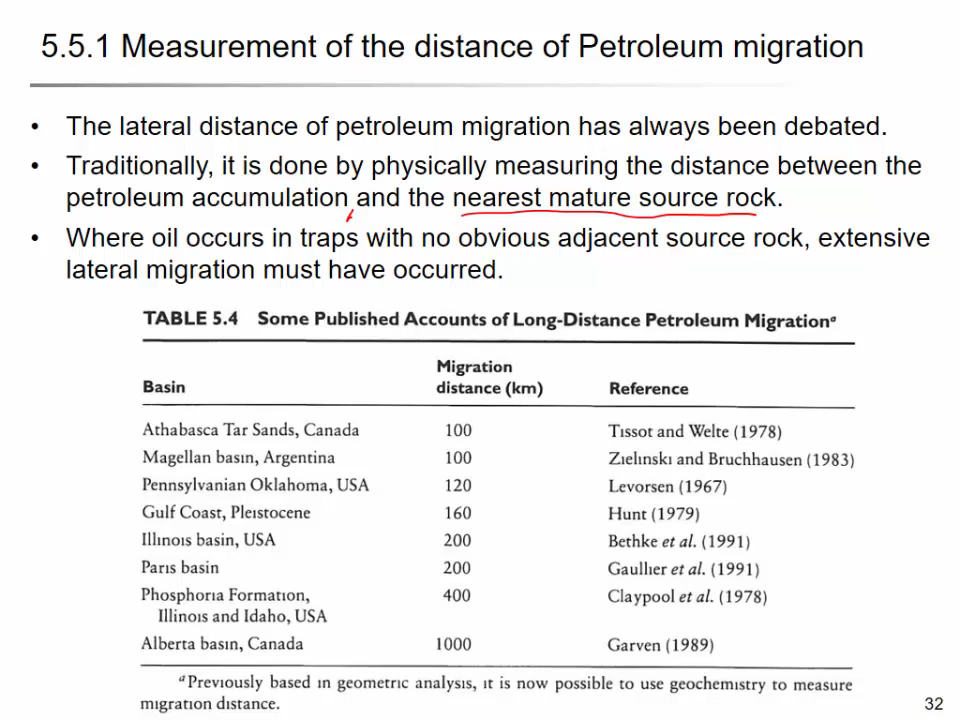 5.5.1 Measurement of the distance of Petroleum migration
• The lateral distance of petroleum migration has always been debated.
• Traditionally, it is done by physically measuring the distance between the
petroleum accumulation and the nearest mature source rock.
• Where oil occurs in traps with no obvious adjacent source rock, extensive
lateral migration must have occurred.
TABLE 5.4 Some Published Accounts of Long-Distance Petroleum Migrationᵃ
Migration
Basin distance (km) Reference
Athabasca Tar Sands, Canada 100 Tissot and Welte (1978)
Magellan basin, Argentina 100 Zielinski and Bruchhausen (1983)
Pennsylvanian Oklahoma, USA 120 Levorsen (1967)
Gulf Coast, Pleistocene 160 Hunt (1979)
Illinois basin, USA 200 Bethke et al. (1991)
Paris basin 200 Gaullier et al. (1991)
Phosphoria Formation, 400 Claypool et al. (1978)
Illinois and Idaho, USA
Alberta basin, Canada 1000 Garven (1989)
ᵃPreviously based in geometric analysis, it is now possible to use geochemistry to measure
migration distance.
32